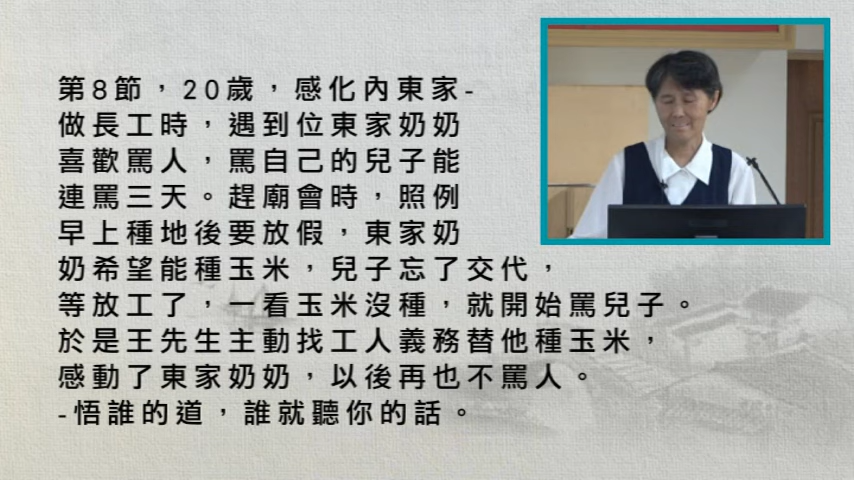 第8節，20歲，感化內東家-
做長工時，遇到位東家奶奶
喜歡罵人，罵自己的兒子能
連罵三天。趕廟會時，照例
早上種地後要放假，東家奶
奶希望能種玉米，兒子忘了交代，
等放工了，一看玉米沒種，就開始罵兒子。
於是王先生主動找工人義務替他種玉米，
感動了東家奶奶，以後再也不罵人。
-悟誰的道，誰就聽你的話。